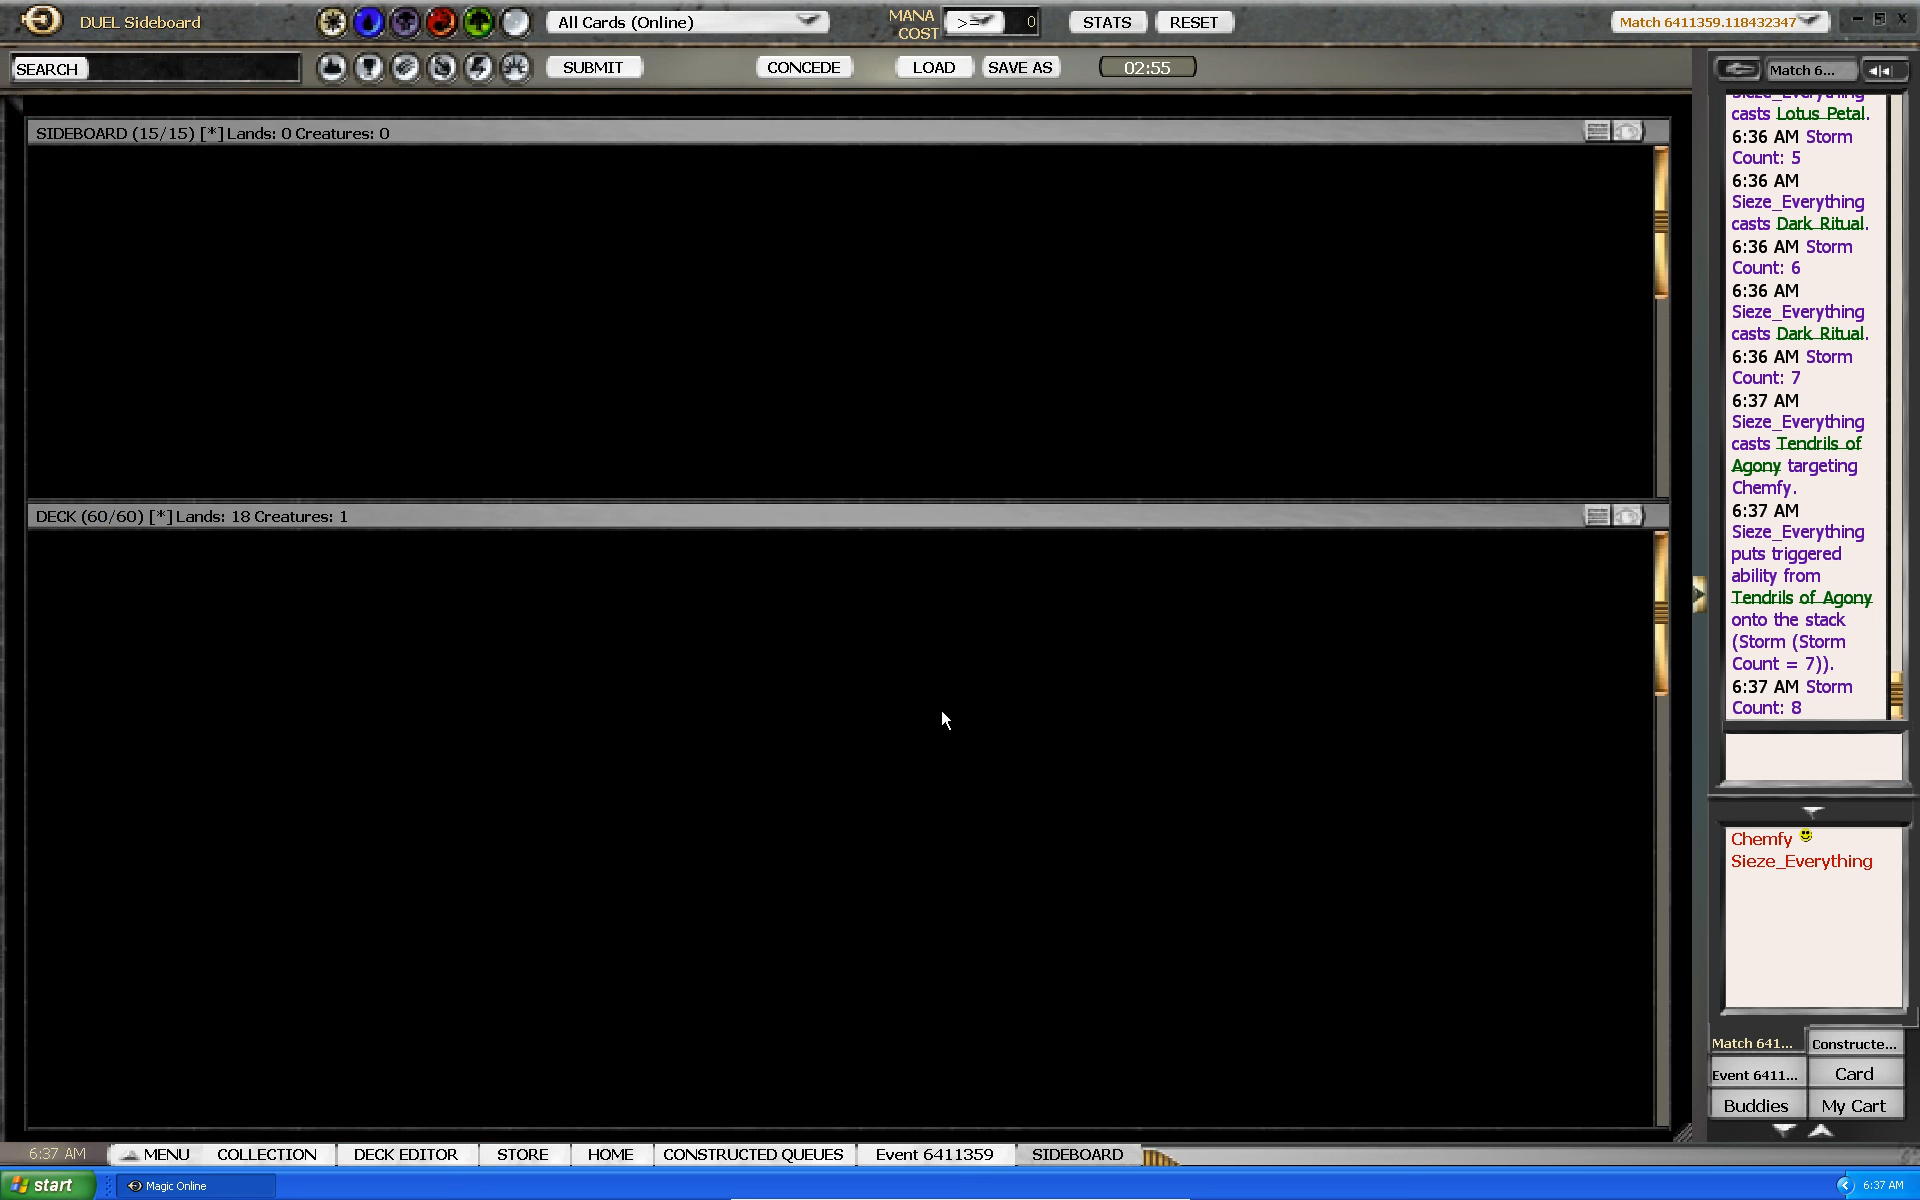 DUEL Sideboard
All Cards (Online)
MANA COST
>=
0
STATS
RESET
Match 6411359.118432347
SEARCH
SUBMIT
CONCEDE
LOAD
SAVE AS
02:55
Match 6...
SIDEBOARD (15/15) [*]Lands: 0 Creatures: 0
DECK (60/60) [*]Lands: 18 Creatures: 1
Sieze_Everything
casts Lotus Petal.
6:36 AM Storm
Count: 5
6:36 AM
Sieze_Everything
casts Dark Ritual.
6:36 AM Storm
Count: 6
6:36 AM
Sieze_Everything
casts Dark Ritual.
6:36 AM Storm
Count: 7
6:37 AM
Sieze_Everything
casts Tendrils of
Agony targeting
Chemfy.
6:37 AM
Sieze_Everything
puts triggered
ability from
Tendrils of Agony
onto the stack
(Storm (Storm
Count = 7)).
6:37 AM Storm
Count: 8
Chemfy
Sieze_Everything
Match 641...
Constructe...
Event 6411...
Card
Buddies
My Cart
6:37 AM
MENU
COLLECTION
DECK EDITOR
STORE
HOME
CONSTRUCTED QUEUES
Event 6411359
SIDEBOARD
start
Magic Online
6:37 AM